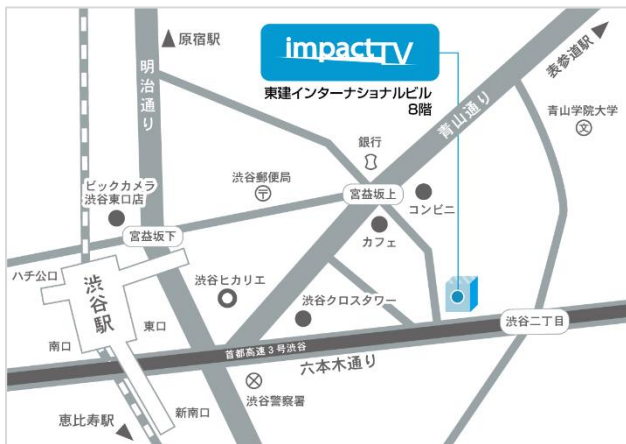 原宿駅
impactTV
東建インターナショナルビル
8階
表参道駅
明治通り
青山通り
青山学院大学
文
銀行
渋谷郵便局
〒
ビックカメラ
渋谷東口店
宮益坂上
コンビニ
カフェ
宮益坂下
ハチ公口
渋谷駅
渋谷ヒカリエ
渋谷クロスタワー
東口
南口
渋谷二丁目
首都高速3号渋谷
六本木通り
渋谷警察署
新南口
恵比寿駅